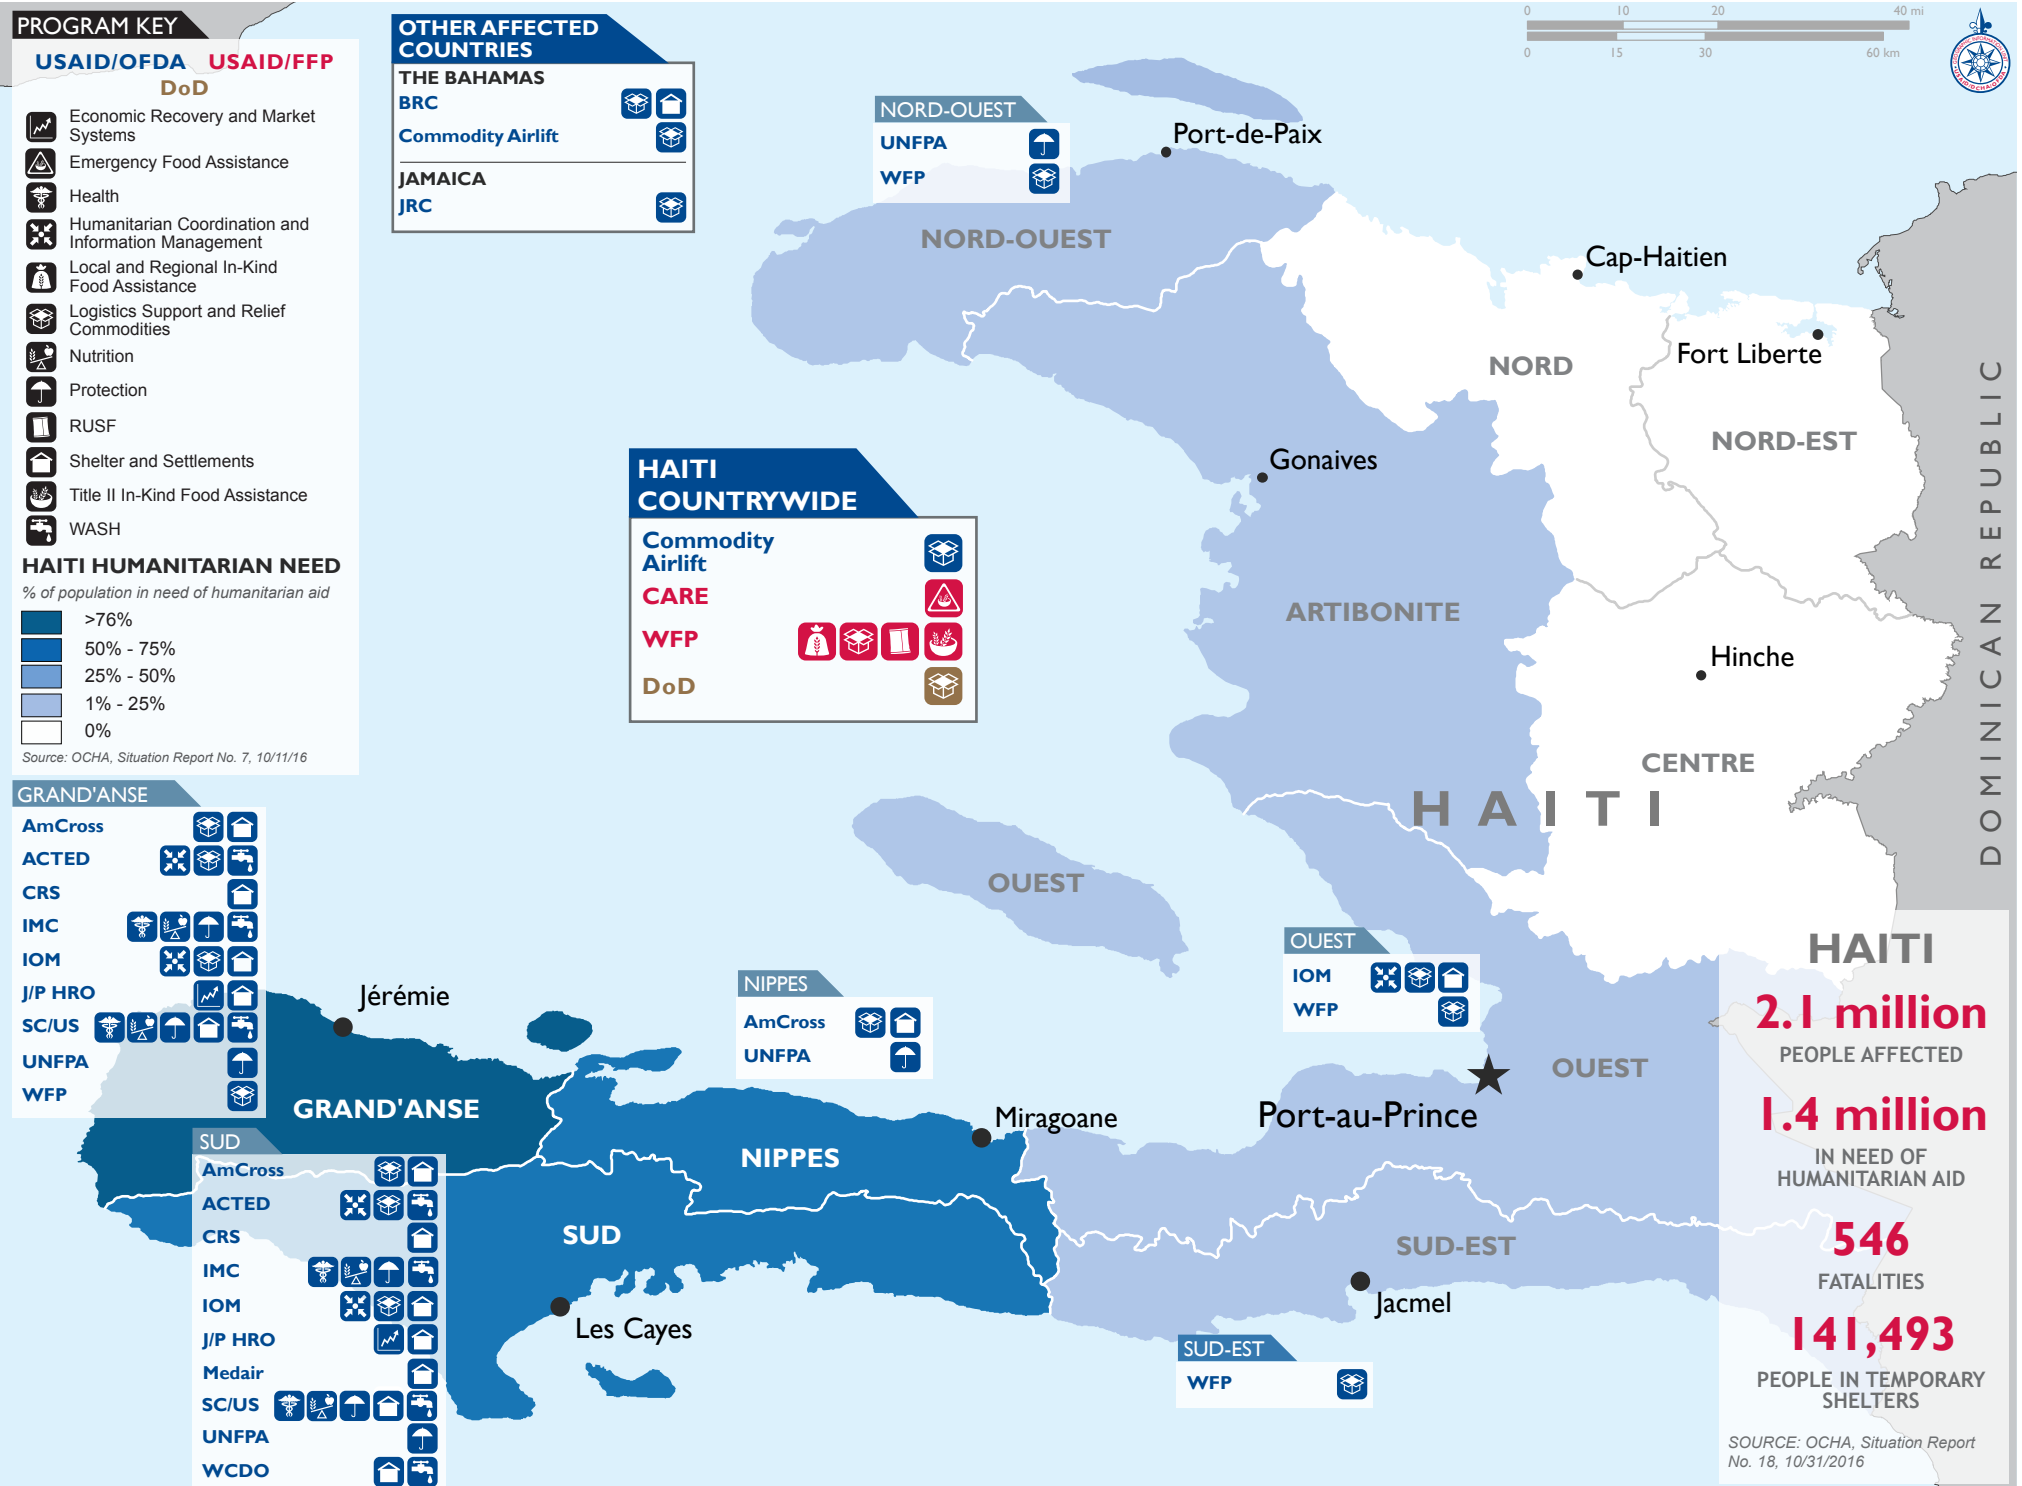 PROGRAM KEY
USAID/OFDA USAID/FFP
DoD
Economic Recovery and Market
Systems
Emergency Food Assistance
Health
Humanitarian Coordination and
Information Management
Local and Regional In-Kind
Food Assistance
Logistics Support and Relief
Commodities
Nutrition
Protection
RUSF
Shelter and Settlements
Title II In-Kind Food Assistance
WASH
HAITI HUMANITARIAN NEED
% of population in need of humanitarian aid
>76%
50% - 75%
25% - 50%
1% - 25%
0%
Source: OCHA, Situation Report No. 7, 10/11/16
OTHER AFFECTED
COUNTRIES
THE BAHAMAS
BRC
Commodity Airlift
JAMAICA
JRC
NORD-OUEST
UNFPA
WFP
0 10 20 40 mi
0 15 30 60 km
Port-de-Paix
NORD-OUEST
Cap-Haitien
Fort Liberte
NORD
NORD-EST
Gonaives
ARTIBONITE
Hinche
CENTRE
HAITI
DOMINICAN REPUBLIC
HAITI
COUNTRYWIDE
Commodity
Airlift
CARE
WFP
DoD
OUEST
OUEST
IOM
WFP
OUEST
Port-au-Prince
NIPPES
AmCross
UNFPA
Miragoane
NIPPES
GRAND'ANSE
AmCross
ACTED
CRS
IMC
IOM
J/P HRO
SC/US
UNFPA
WFP
Jérémie
GRAND'ANSE
SUD
AmCross
ACTED
CRS
IMC
IOM
J/P HRO
Medair
SC/US
UNFPA
WCDO
SUD
Les Cayes
SUD-EST
Jacmel
SUD-EST
WFP
HAITI
2.1 million
PEOPLE AFFECTED
1.4 million
IN NEED OF
HUMANITARIAN AID
546
FATALITIES
141,493
PEOPLE IN TEMPORARY
SHELTERS
SOURCE: OCHA, Situation Report
No. 18, 10/31/2016